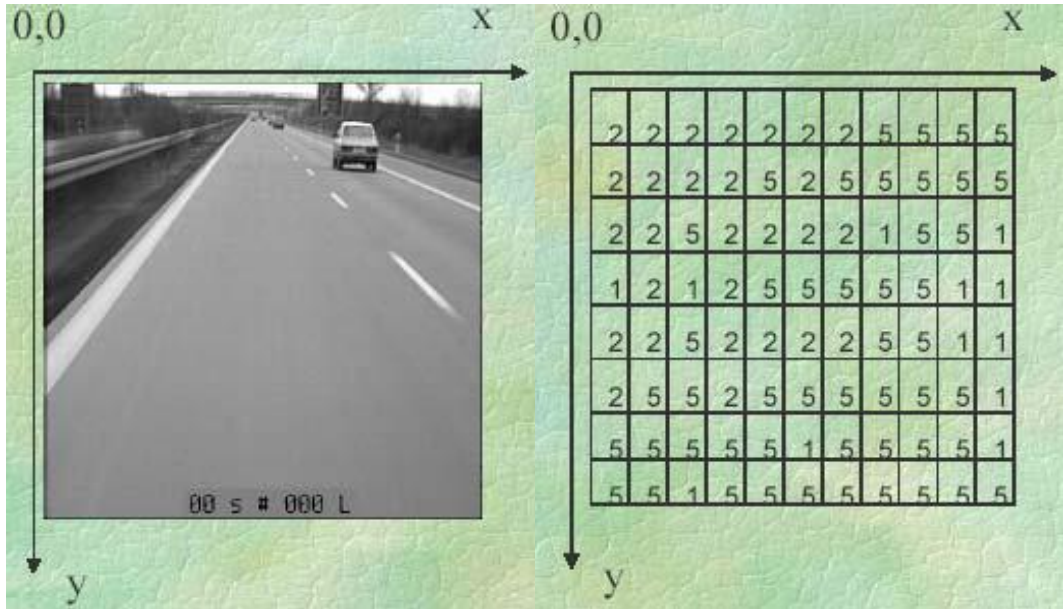 0,0 x
00 s # 000 L
y
0,0 x
2 2 2 2 2 2 2 5 5 5 5
2 2 2 2 5 2 5 5 5 5 5
2 2 5 2 2 2 2 1 5 5 1
1 2 1 2 5 5 5 5 5 1 1
2 2 5 2 2 2 2 5 5 1 1
2 5 5 2 5 5 5 5 5 5 1
5 5 5 5 5 1 5 5 5 5 1
5 5 1 5 5 5 5 5 5 5 5
y